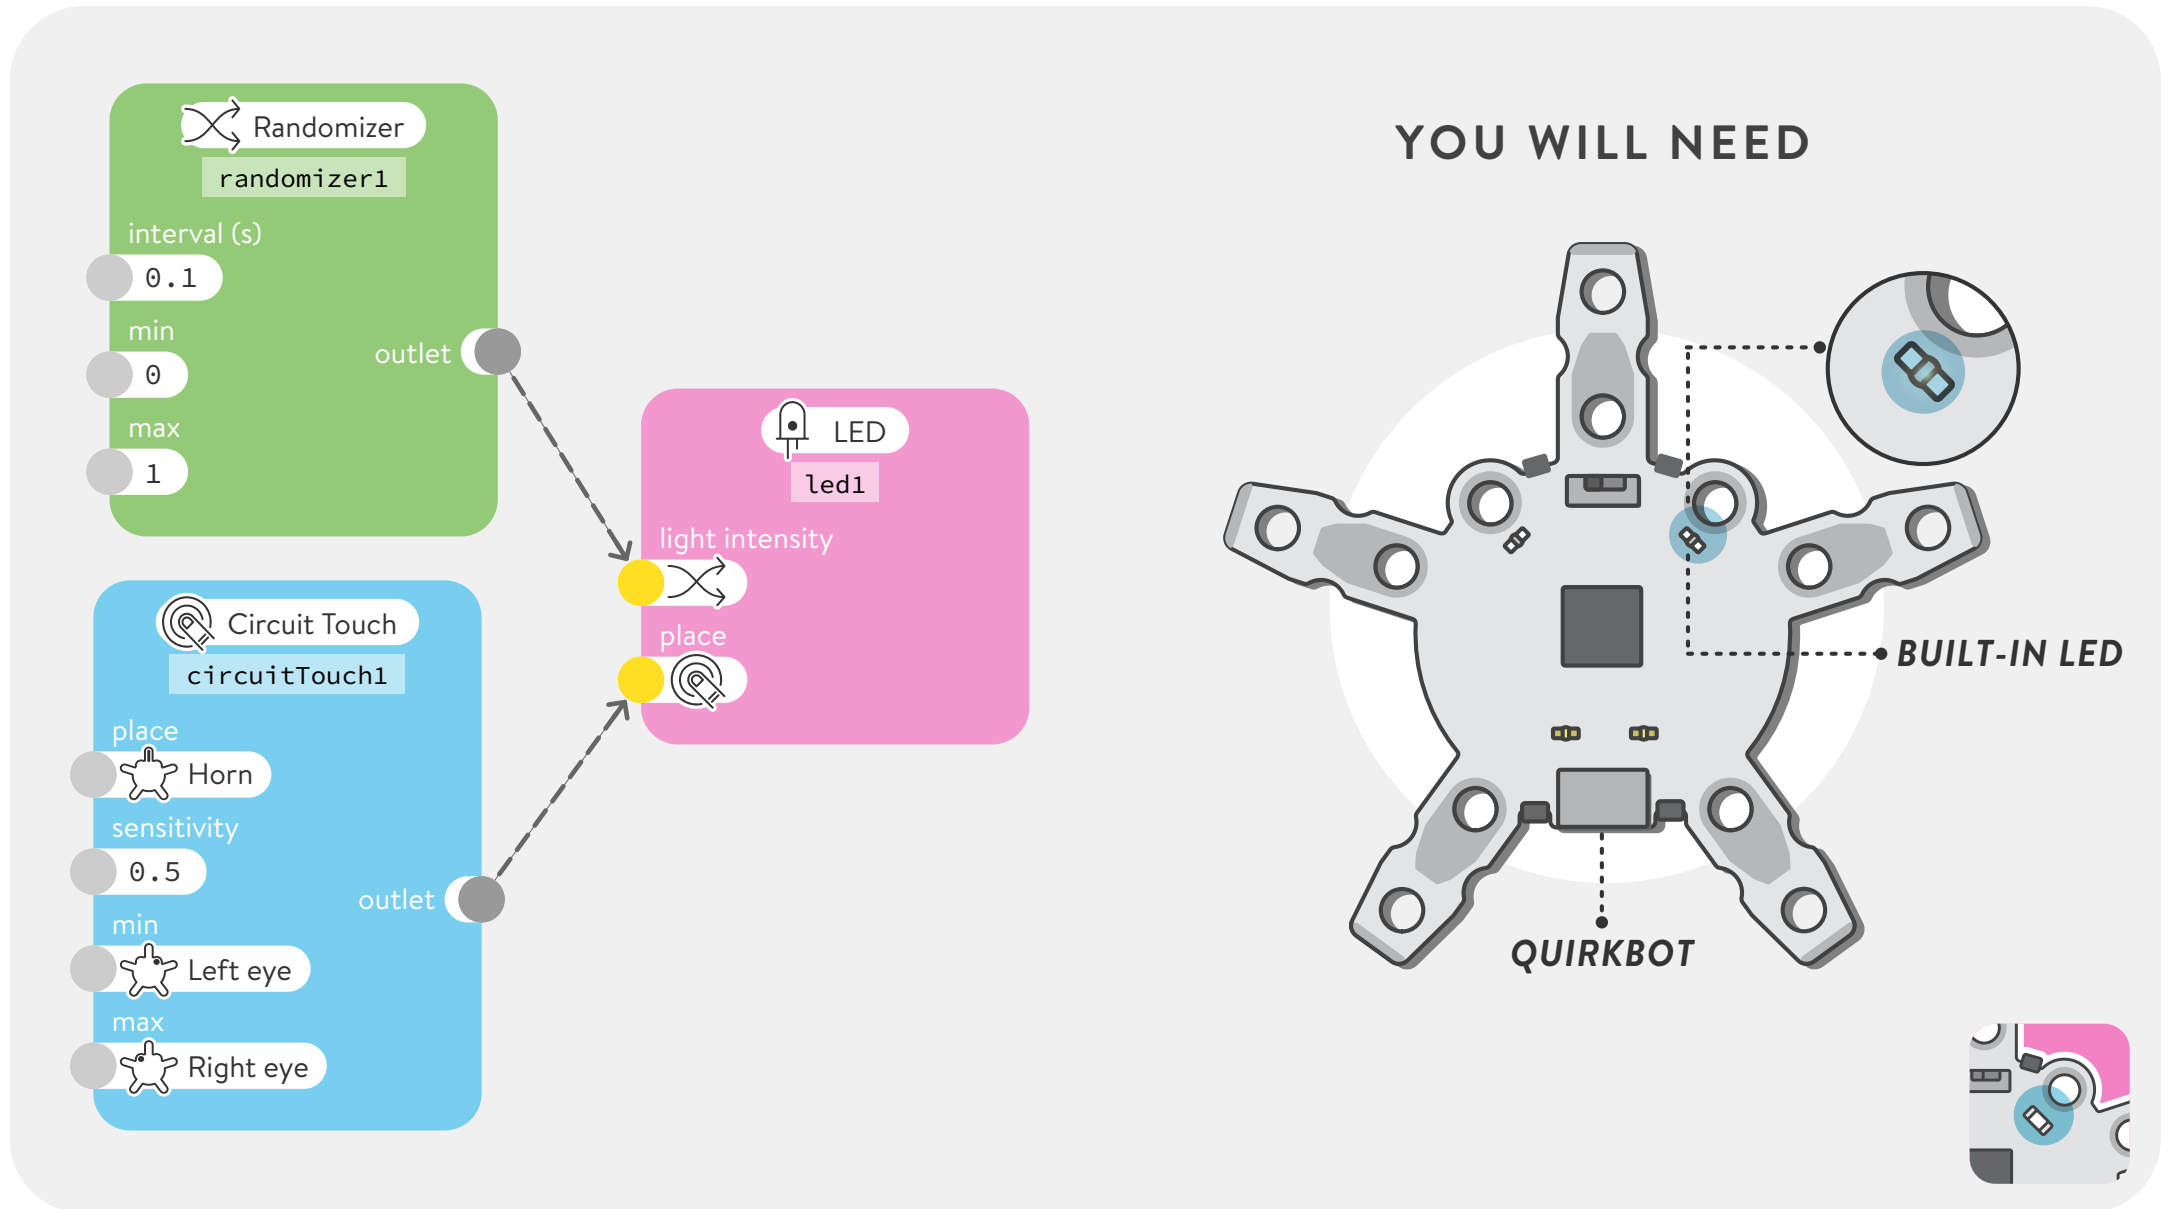 Randomizer
randomizer1
interval (s)
0.1
min
0
max
1
outlet
Circuit Touch
circuitTouch1
place
Horn
sensitivity
0.5
min
Left eye
max
Right eye
outlet
LED
led1
light intensity
place
YOU WILL NEED
BUILT-IN LED
QUIRKBOT